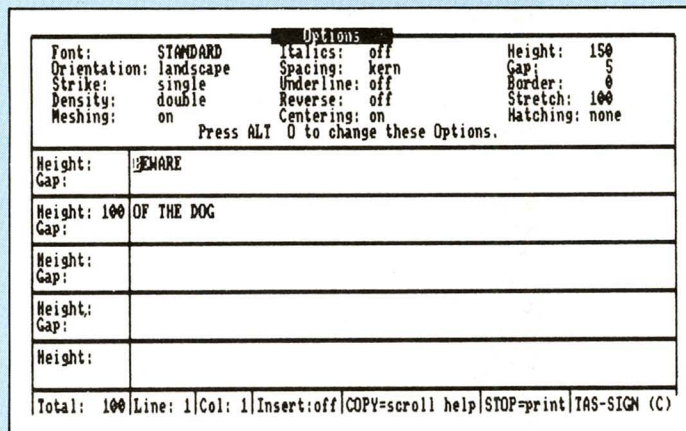 Options
Font: STANDARD Italics: off Height: 150
Orientation: landscape Spacing: kern Gap: 5
Strike: single Underline: off Border: 0
Density: double Reverse: off Stretch: 100
Meshing: on Centering: on Hatching: none
Press ALT O to change these Options.
Height: BEWARE
Gap:
Height: 100 OF THE DOG
Gap:
Height:
Gap:
Height:
Gap:
Height:
Total: 100 Line: 1 Col: 1 Insert:off COPY=scroll help STOP=print TAS-SIGN (C)